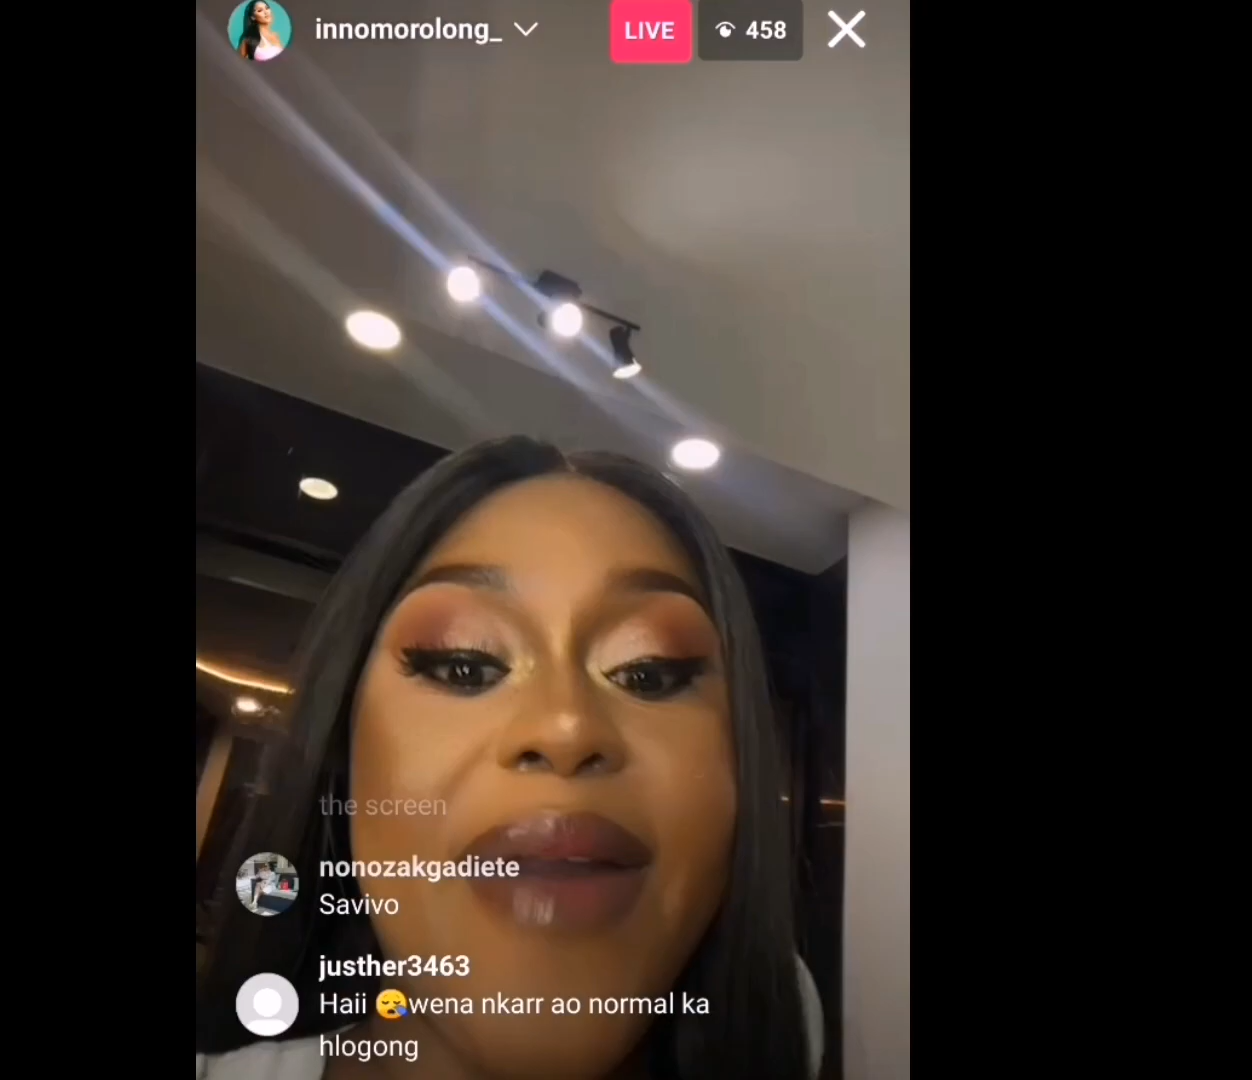 innomorolong_
LIVE
458
the screen
nonozakgadiete
Savivo
justher3463
Haii 😪wena nkarr ao normal ka
hlogong